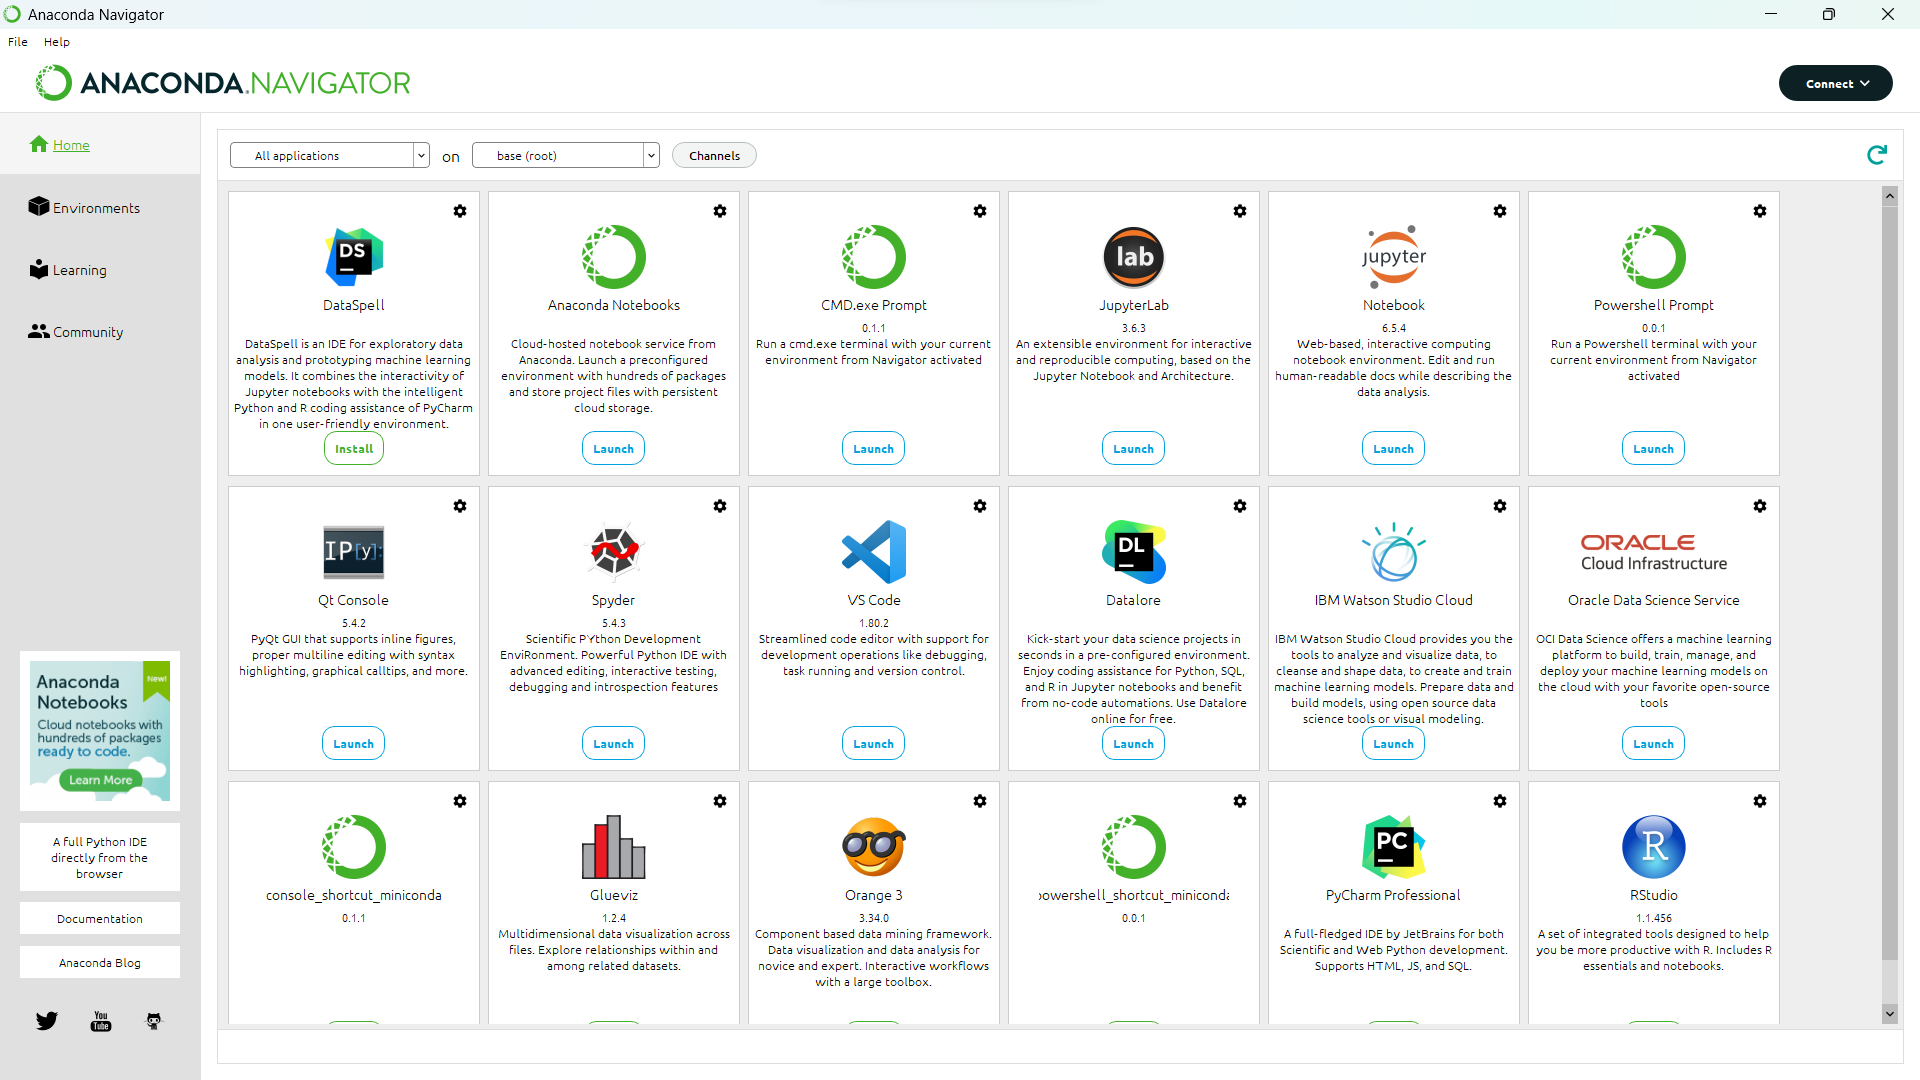 Anaconda Navigator
File Help
ANACONDA.NAVIGATOR
Connect
Home
Environments
Learning
Community
All applications on base (root) Channels
DS
DataSpell
DataSpell is an IDE for exploratory data
analysis and prototyping machine learning
models. It combines the interactivity of
Jupyter notebooks with the intelligent
Python and R coding assistance of PyCharm
in one user-friendly environment.
Install
Anaconda Notebooks
Cloud-hosted notebook service from
Anaconda. Launch a preconfigured
environment with hundreds of packages
and store project files with persistent
cloud storage.
Launch
CMD.exe Prompt
0.1.1
Run a cmd.exe terminal with your current
environment from Navigator activated
Launch
lab
JupyterLab
3.6.3
An extensible environment for interactive
and reproducible computing, based on the
Jupyter Notebook and Architecture.
Launch
jupyter
Notebook
6.5.4
Web-based, interactive computing
notebook environment. Edit and run
human-readable docs while describing the
data analysis.
Launch
Powershell Prompt
0.0.1
Run a Powershell terminal with your
current environment from Navigator
activated
Launch
IP[y]:
Qt Console
5.4.2
PyQt GUI that supports inline figures,
proper multiline editing with syntax
highlighting, graphical calltips, and more.
Launch
Spyder
5.4.3
Scientific PYthon Development
EnviRonment. Powerful Python IDE with
advanced editing, interactive testing,
debugging and introspection features
Launch
VS Code
1.80.2
Streamlined code editor with support for
development operations like debugging,
task running and version control.
Launch
DL
Datalore
Kick-start your data science projects in
seconds in a pre-configured environment.
Enjoy coding assistance for Python, SQL,
and R in Jupyter notebooks and benefit
from no-code automations. Use Datalore
online for free.
Launch
IBM Watson Studio Cloud
IBM Watson Studio Cloud provides you the
tools to analyze and visualize data, to
cleanse and shape data, to create and train
machine learning models. Prepare data and
build models, using open source data
science tools or visual modeling.
Launch
ORACLE
Cloud Infrastructure
Oracle Data Science Service
OCI Data Science offers a machine learning
platform to build, train, manage, and
deploy your machine learning models on
the cloud with your favorite open-source
tools
Launch
console_shortcut_miniconda
0.1.1
Glueviz
1.2.4
Multidimensional data visualization across
files. Explore relationships within and
among related datasets.
Orange 3
3.34.0
Component based data mining framework.
Data visualization and data analysis for
novice and expert. Interactive workflows
with a large toolbox.
powershell_shortcut_miniconda
0.0.1
PC
PyCharm Professional
A full-fledged IDE by JetBrains for both
Scientific and Web Python development.
Supports HTML, JS, and SQL.
R
RStudio
1.1.456
A set of integrated tools designed to help
you be more productive with R. Includes R
essentials and notebooks.
Anaconda
Notebooks
New!
Cloud notebooks with
hundreds of packages
ready to code.
Learn More
A full Python IDE
directly from the
browser
Documentation
Anaconda Blog
You
Tube